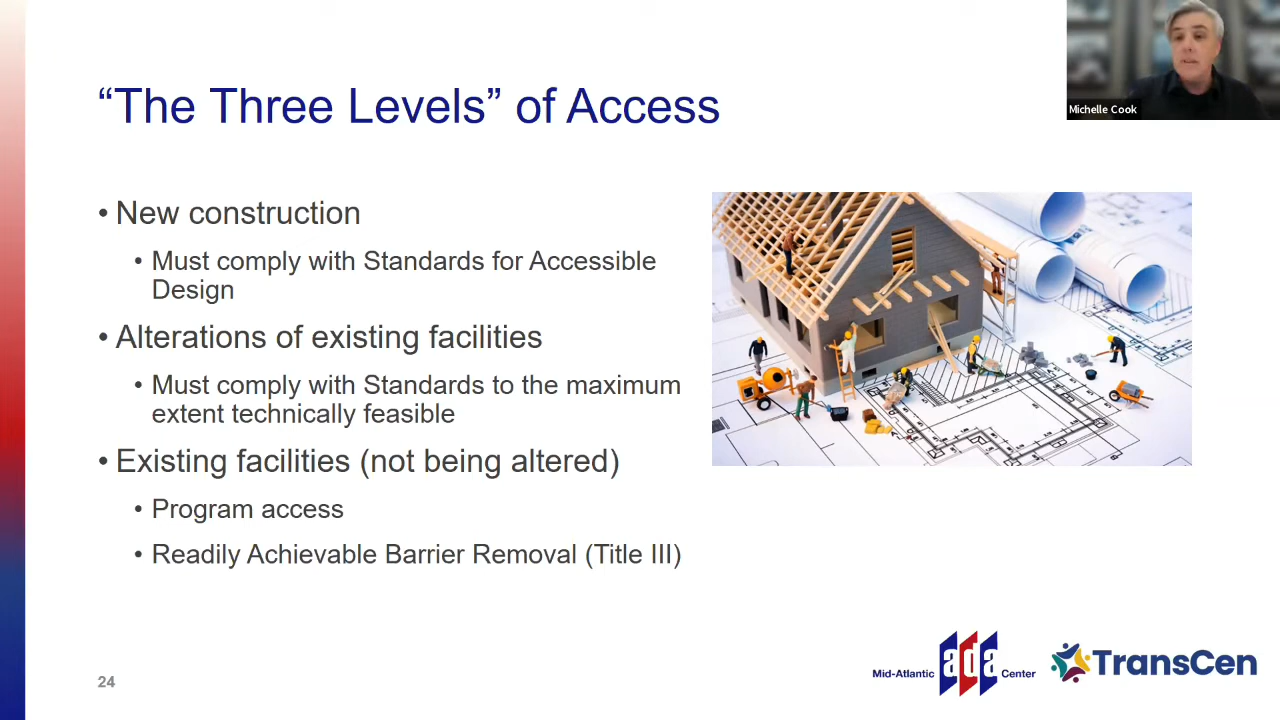 “The Three Levels” of Access
Michelle Cook
• New construction
• Must comply with Standards for Accessible
Design
• Alterations of existing facilities
• Must comply with Standards to the maximum
extent technically feasible
• Existing facilities (not being altered)
• Program access
• Readily Achievable Barrier Removal (Title III)
24
Mid-Atlantic ada Center
TransCen